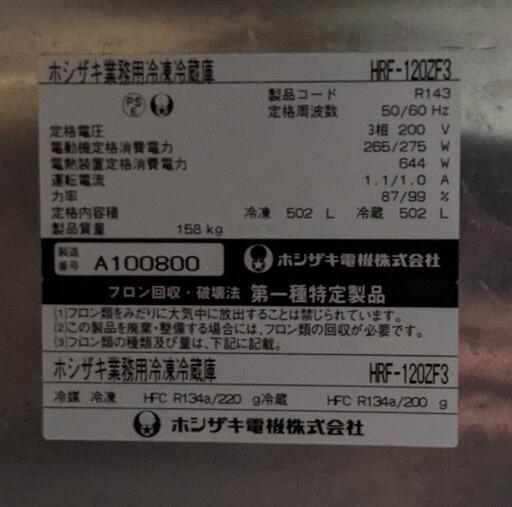 ホシザキ業務用冷凍冷蔵庫 HRF-120ZF3
PS E 製品コード R143
定格周波数 50/60 Hz
定格電圧 3相 200 V
電動機定格消費電力 265/275 W
電熱装置定格消費電力 644 W
運転電流 1.1/1.0 A
力率 87/99 %
定格内容積 冷凍 502 L 冷蔵 502 L
製品質量 158 kg
製造番号 A100800 ホシザキ電機株式会社
フロン回収・破壊法 第一種特定製品
(1)フロン類をみだりに大気中に放出することは禁じられています。
(2)この製品を廃棄・整備する場合には、フロン類の回収が必要です。
(3)フロン類の種類及び量は、下記に記載。
ホシザキ業務用冷凍冷蔵庫 HRF-120ZF3
冷媒 冷凍 HFC R134a/220 g冷蔵 HFC R134a/200 g
ホシザキ電機株式会社